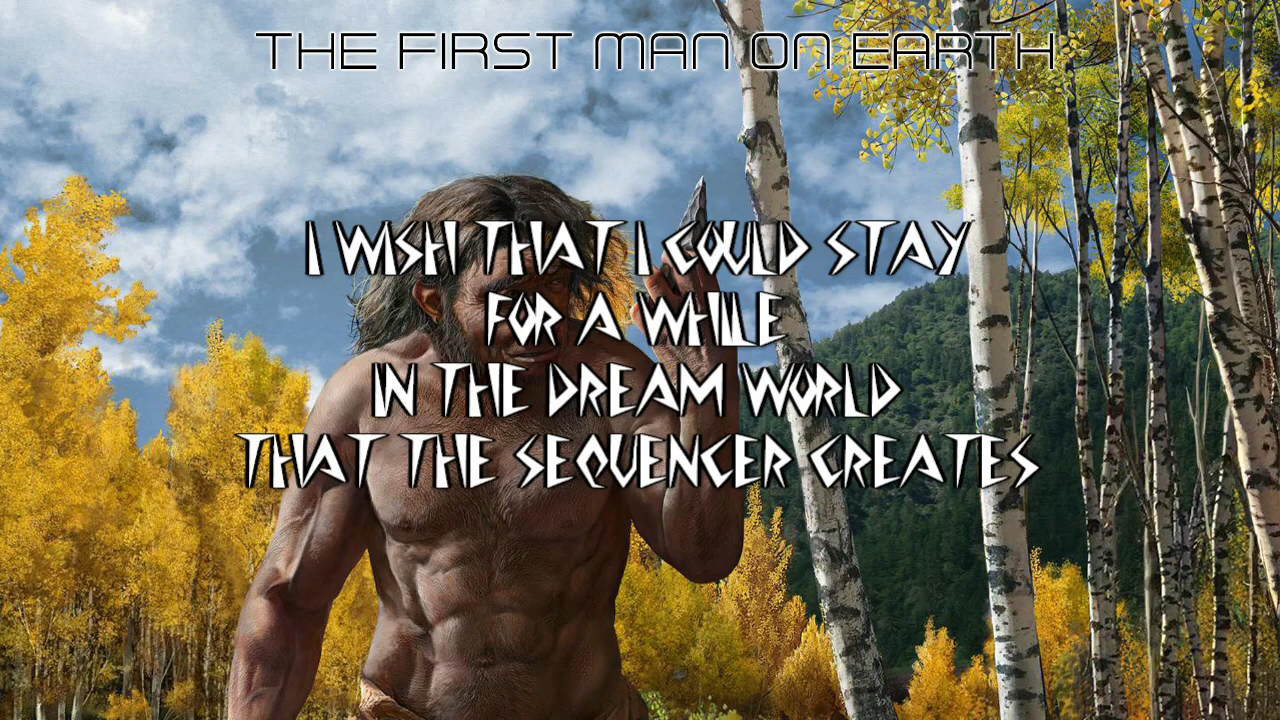 THE FIRST MAN ON EARTH
I WISH THAT I COULD STAY
FOR A WHILE
IN THE DREAM WORLD
THAT THE SEQUENCER CREATES